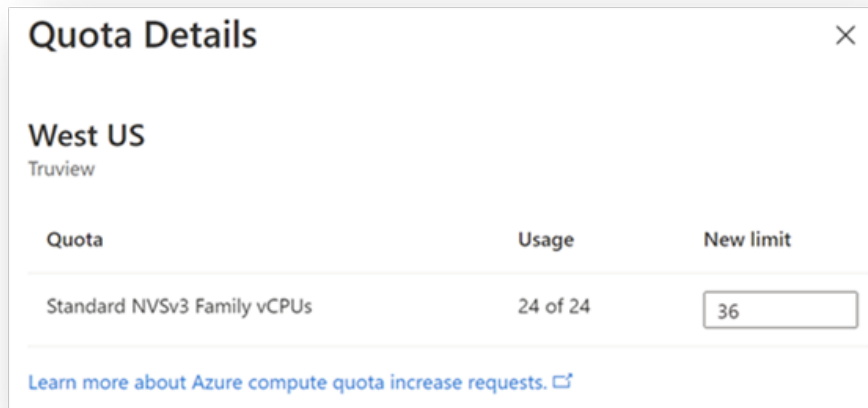 Quota Details
West US
Truview
Quota Usage New limit
Standard NVSv3 Family vCPUs 24 of 24 36
Learn more about Azure compute quota increase requests.